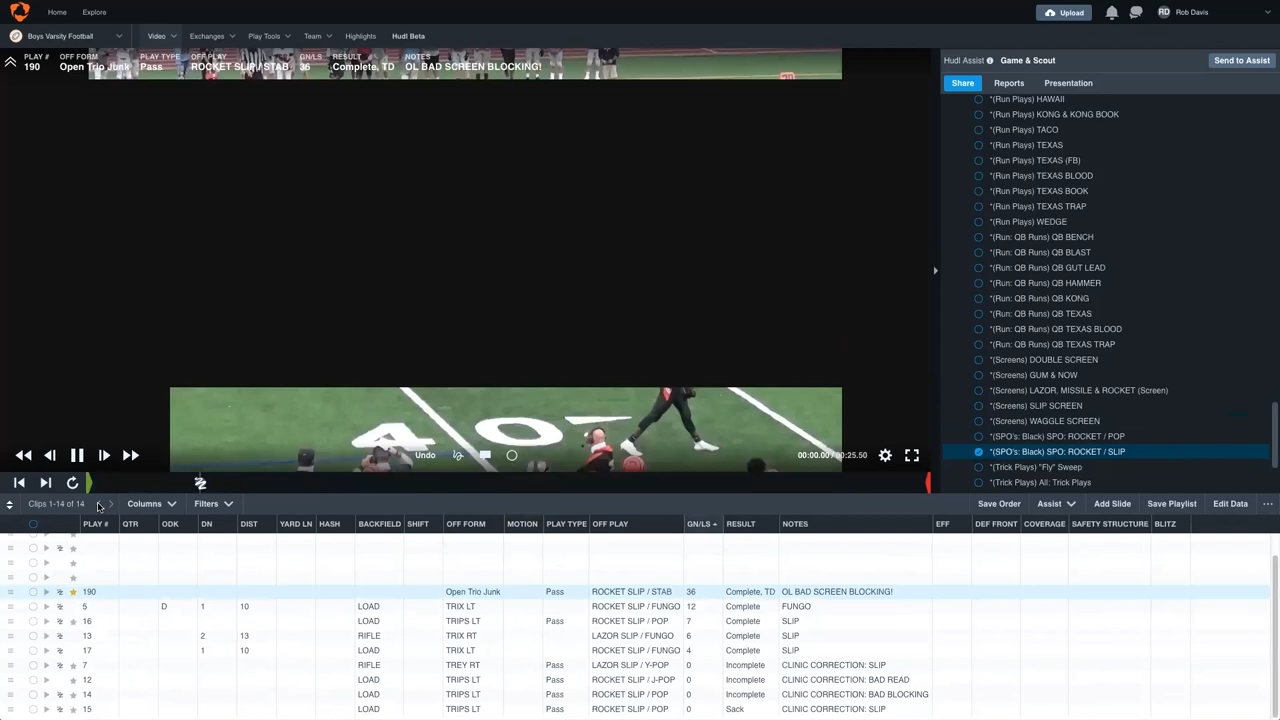 Home Explore Upload RD Rob Davis
Boys Varsity Football Video Exchanges Play Tools Team Highlights Hudl Beta
PLAY # OFF FORM PLAY TYPE OFF PLAY GN/LS RESULT NOTES
190 Open Trio Junk Pass ROCKET SLIP / STAB 36 Complete, TD OL BAD SCREEN BLOCKING!
Hudl Assist Game & Scout Send to Assist
Share Reports Presentation
*(Run Plays) HAWAII
*(Run Plays) KONG & KONG BOOK
*(Run Plays) TACO
*(Run Plays) TEXAS
*(Run Plays) TEXAS (FB)
*(Run Plays) TEXAS BLOOD
*(Run Plays) TEXAS BOOK
*(Run Plays) TEXAS TRAP
*(Run Plays) WEDGE
*(Run: QB Runs) QB BENCH
*(Run: QB Runs) QB BLAST
*(Run: QB Runs) QB GUT LEAD
*(Run: QB Runs) QB HAMMER
*(Run: QB Runs) QB KONG
*(Run: QB Runs) QB TEXAS
*(Run: QB Runs) QB TEXAS BLOOD
*(Run: QB Runs) QB TEXAS TRAP
*(Screens) DOUBLE SCREEN
*(Screens) GUM & NOW
*(Screens) LAZOR, MISSILE & ROCKET (Screen)
*(Screens) SLIP SCREEN
*(Screens) WAGGLE SCREEN
*(SPO's: Black) SPO: ROCKET / POP
*(SPO's: Black) SPO: ROCKET / SLIP
*(Trick Plays) "Fly" Sweep
*(Trick Plays) All: Trick Plays
40
Undo 00:00.00/00:25.50
Clips 1-14 of 14 Columns Filters Save Order Assist Add Slide Save Playlist Edit Data
PLAY # QTR ODK DN DIST YARD LN HASH BACKFIELD SHIFT OFF FORM MOTION PLAY TYPE OFF PLAY GN/LS RESULT NOTES EFF DEF FRONT COVERAGE SAFETY STRUCTURE BLITZ
190 Open Trio Junk Pass ROCKET SLIP / STAB 36 Complete, TD OL BAD SCREEN BLOCKING!
5 D 1 10 LOAD TRIX LT ROCKET SLIP / FUNGO 12 Complete FUNGO
16 LOAD TRIPS LT Pass ROCKET SLIP / POP 7 Complete SLIP
13 2 13 RIFLE TRIX RT LAZOR SLIP / FUNGO 6 Complete SLIP
17 1 10 LOAD TRIX LT ROCKET SLIP / FUNGO 4 Complete SLIP
7 RIFLE TREY RT Pass LAZOR SLIP / Y-POP 0 Incomplete CLINIC CORRECTION: SLIP
12 LOAD TRIPS LT Pass ROCKET SLIP / J-POP 0 Incomplete CLINIC CORRECTION: BAD READ
14 LOAD TRIPS LT Pass ROCKET SLIP / POP 0 Incomplete CLINIC CORRECTION: BAD BLOCKING
15 LOAD TRIPS LT Pass ROCKET SLIP / POP 0 Sack CLINIC CORRECTION: SLIP